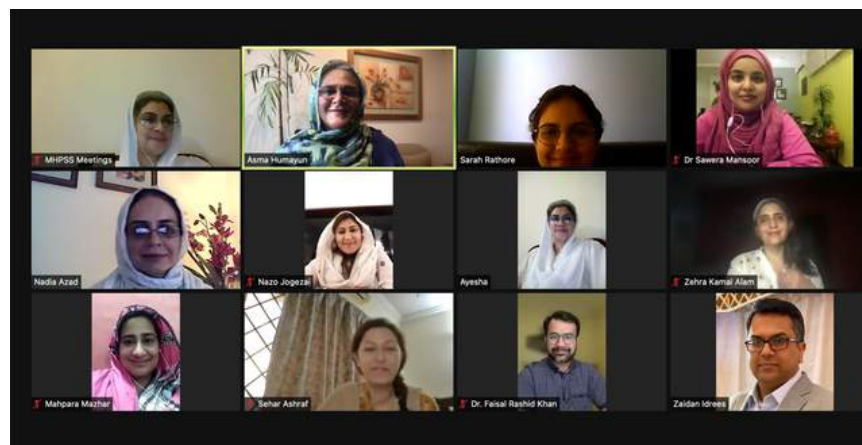 MHPSS Meetings
Asma Humayun
Sarah Rathore
Dr Sawera Mansoor
Nadia Azad
Nazo Jogezai
Ayesha
Zehra Kamal Alam
Mahpara Mazhar
Sehar Ashraf
Dr. Faisal Rashid Khan
Zaidan Idrees